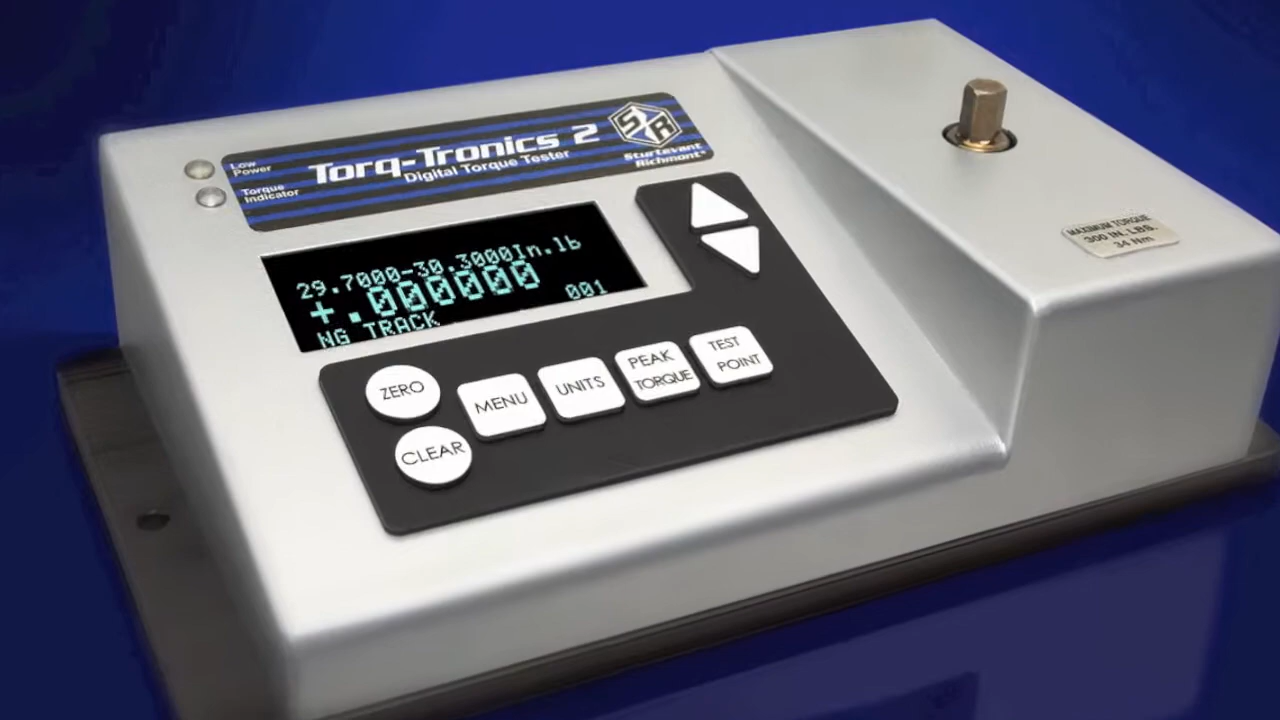 Low
Power
Torque
Indicator
Torq-Tronics 2
Digital Torque Tester
S R
Sturtevant
Richmont
29.7000-30.3000In.lb
+.000000
001
NG TRACK
ZERO
CLEAR
MENU
UNITS
PEAK
TORQUE
TEST
POINT
MAXIMUM TORQUE
300 IN. LBS.
34 Nm